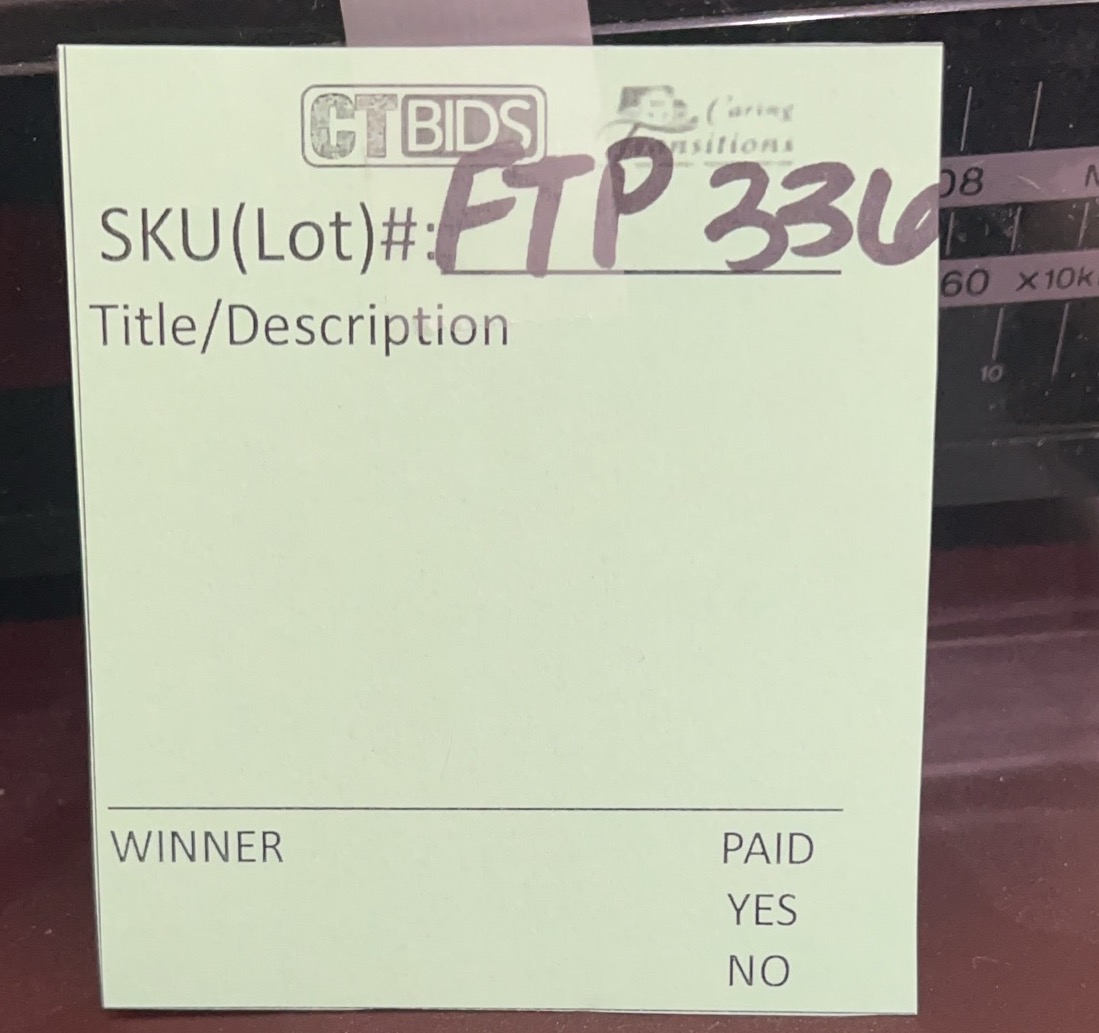 CTBIDS
Caring
Transitions
SKU(Lot)#: FTP 336
Title/Description
WINNER PAID
YES
NO
08
60 x10k
10